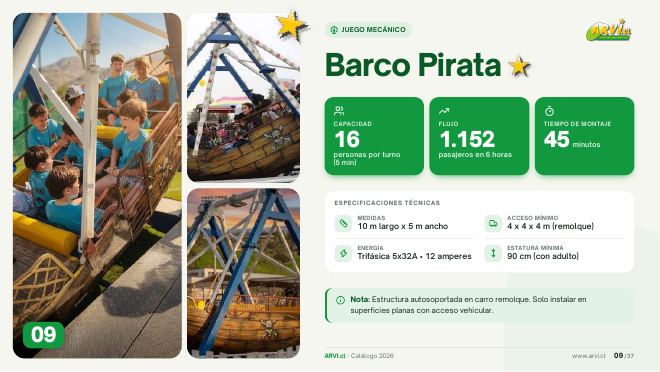 JUEGO MECÁNICO
ARVI.CL
Barco Pirata
CAPACIDAD
16
personas por turno
(5 min)
FLUJO
1.152
pasajeros en 6 horas
TIEMPO DE MONTAJE
45 minutos
ESPECIFICACIONES TÉCNICAS
MEDIDAS
10 m largo x 5 m ancho
ACCESO MÍNIMO
4 x 4 x 4 m (remolque)
ENERGÍA
Trifásica 5x32A • 12 amperes
ESTATURA MÍNIMA
90 cm (con adulto)
Nota: Estructura autosoportada en carro remolque. Solo instalar en
superficies planas con acceso vehicular.
09
ARVI.cl · Catálogo 2026
www.arvi.cl 09/37